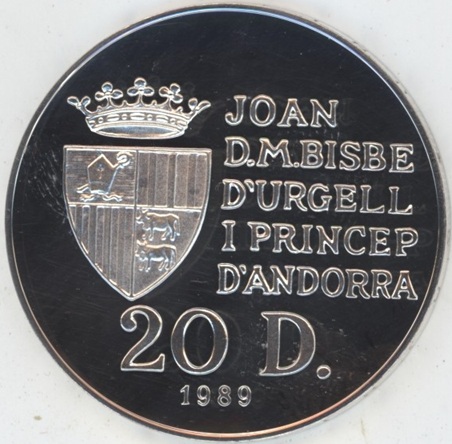 JOAN
D.M.BISBE
D'URGELL
I PRINCEP
D'ANDORRA
20 D.
1989